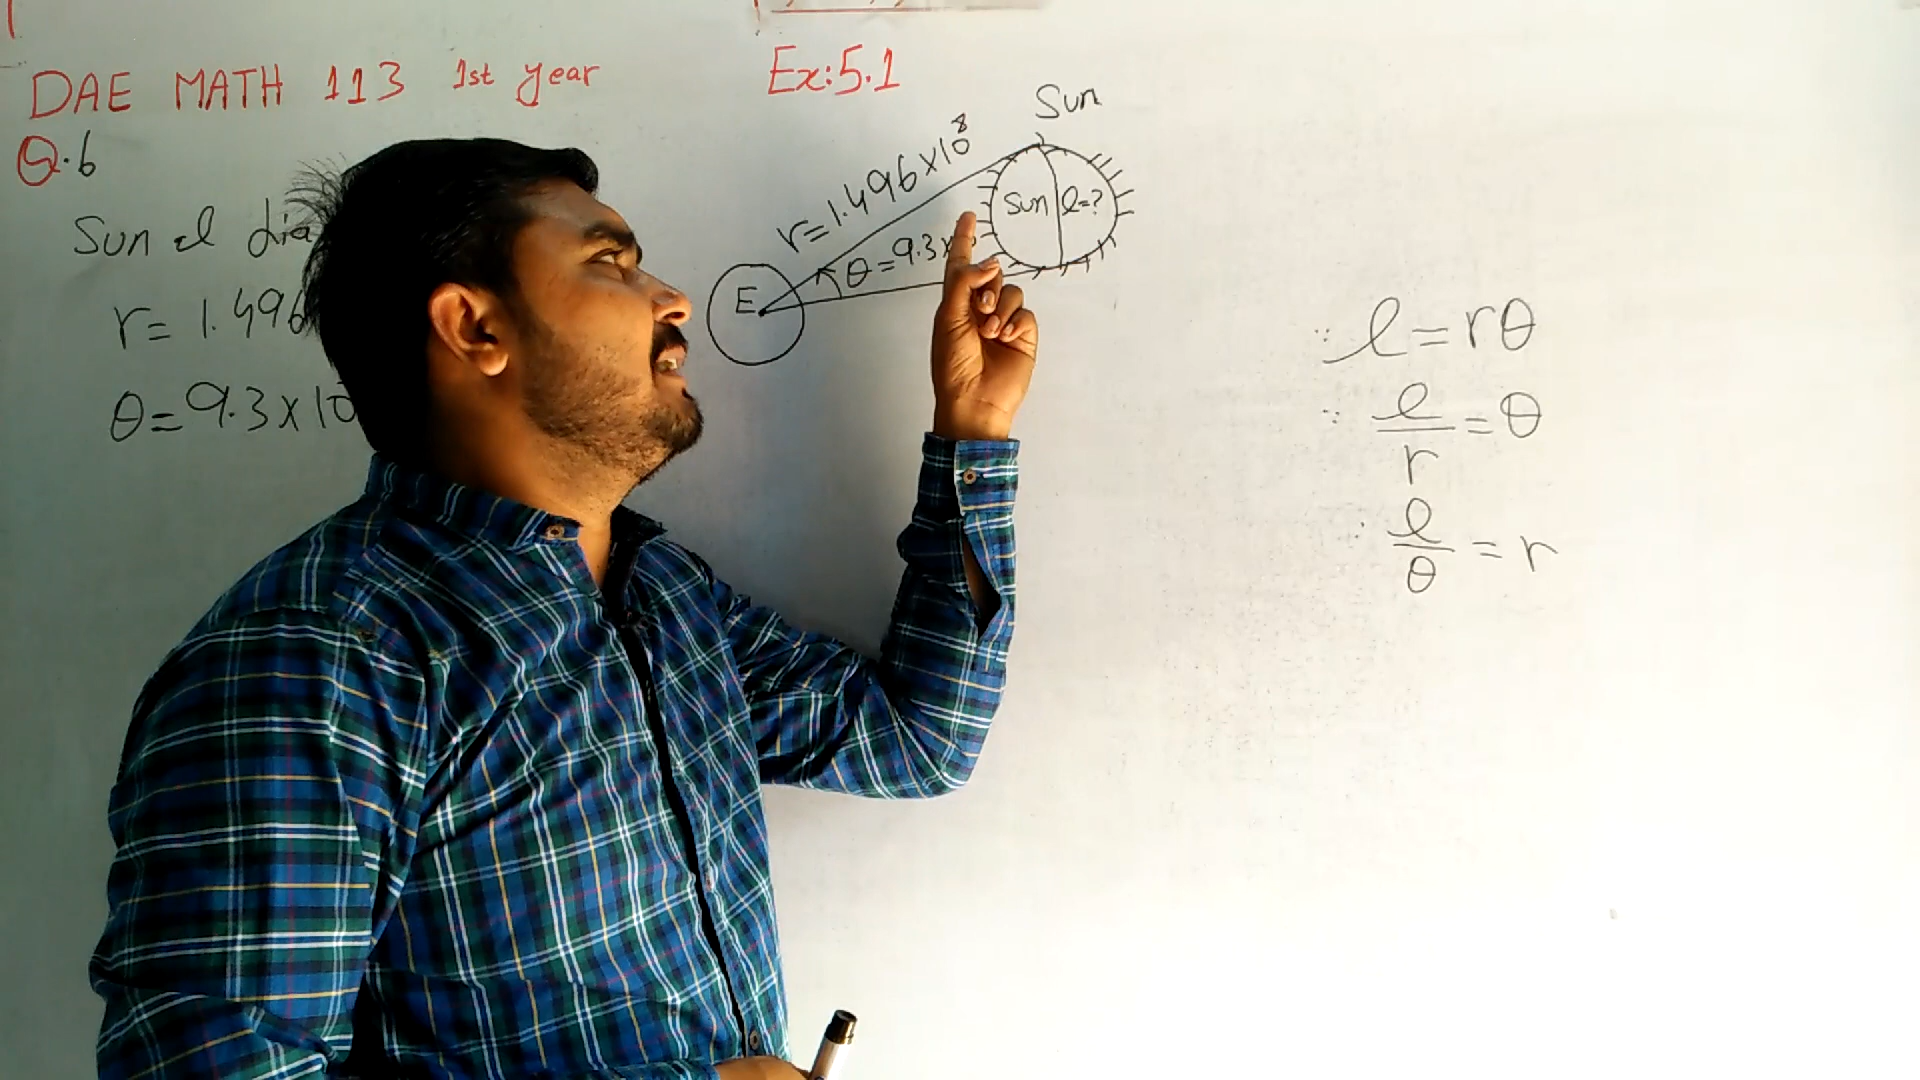 DAE MATH 113 1st year
Ex:5.1
Q.6
Sun
Sun el dia
r= 1.496
θ=9.3x10
r=1.496x10⁸
θ=9.3x
E
Sun
l=?
∵ l=rθ
∵ l/r=θ
l/θ=r